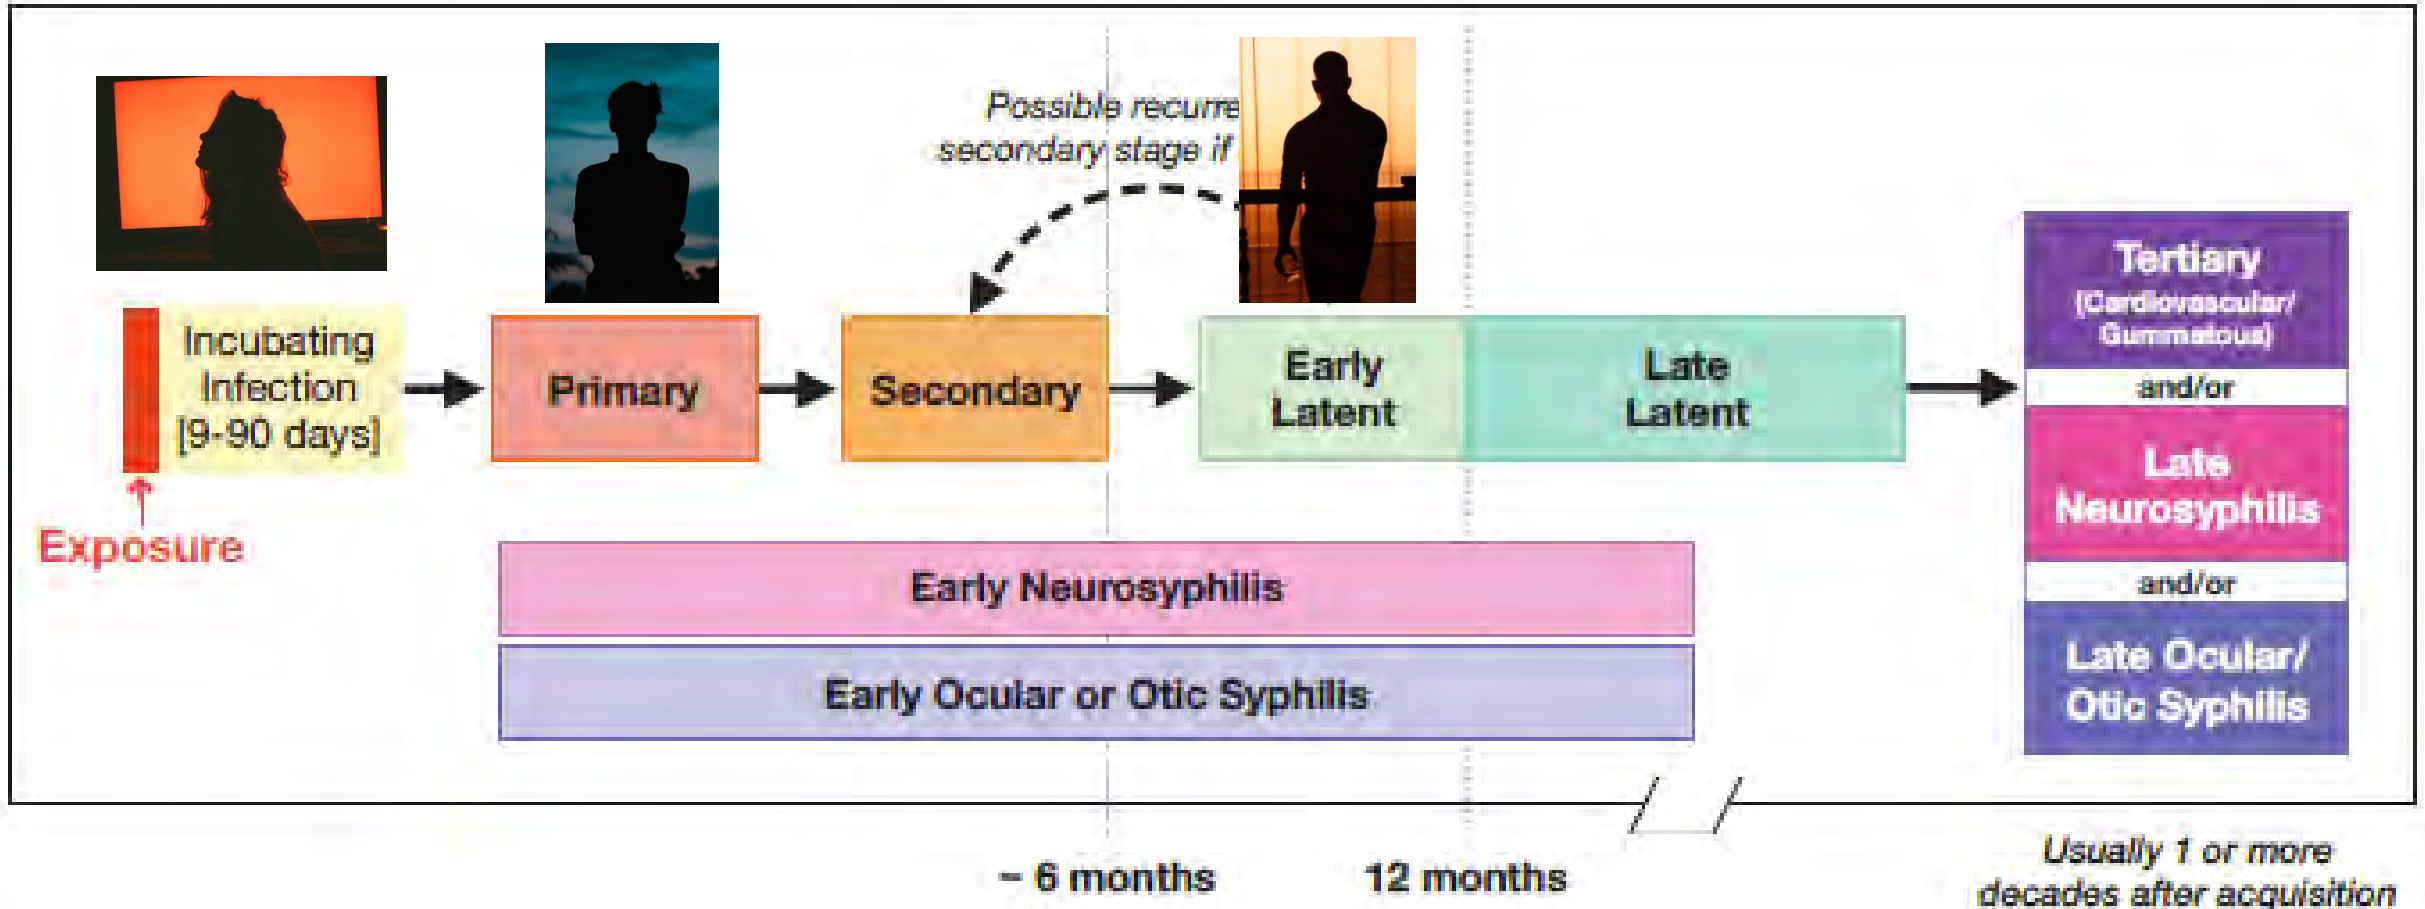 Possible recurre
secondary stage if
Incubating
Infection
[9-90 days]
Exposure
Primary
Secondary
Early
Latent
Late
Latent
Tertiary
(Cardiovascular/
Gummatous)
and/or
Late
Neurosyphilis
and/or
Late Ocular/
Otic Syphilis
Early Neurosyphilis
Early Ocular or Otic Syphilis
~ 6 months
12 months
Usually 1 or more
decades after acquisition